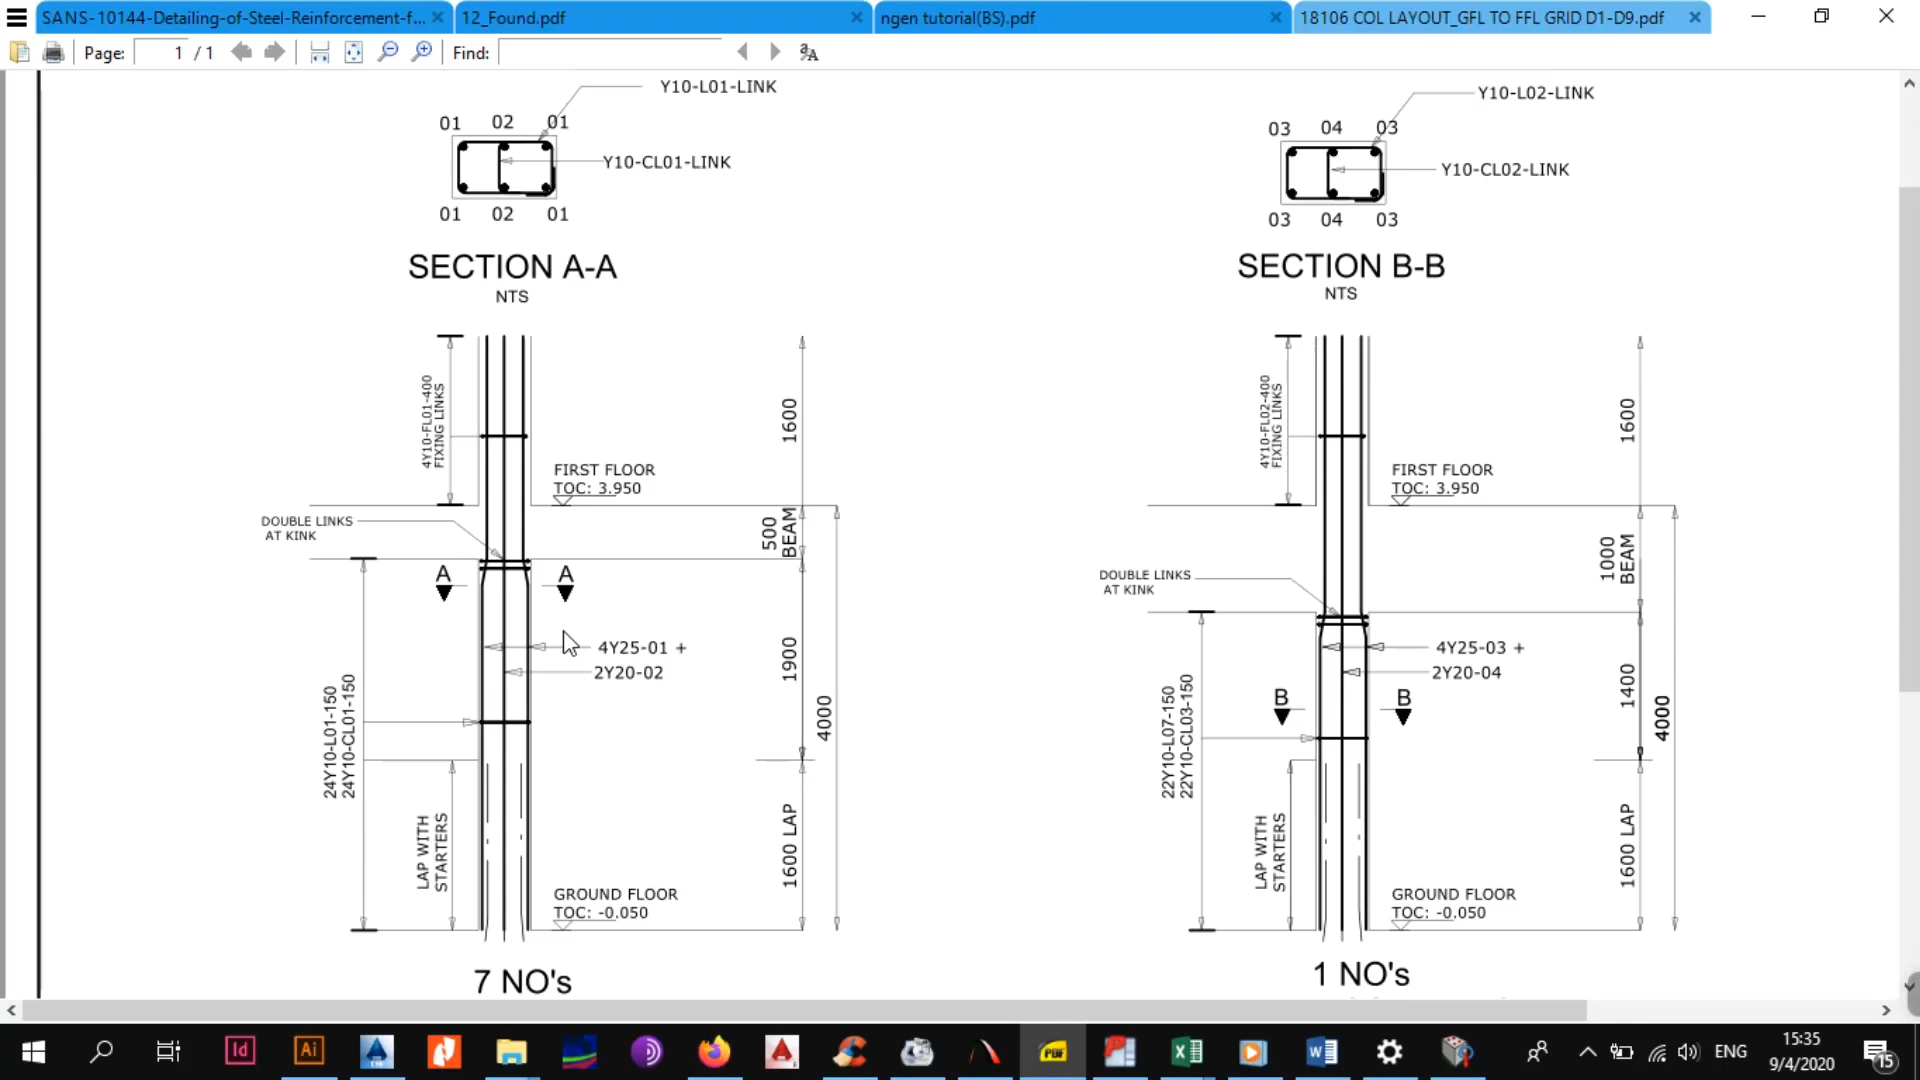 SANS-10144-Detailing-of-Steel-Reinforcement-f...
12_Found.pdf
ngen tutorial(BS).pdf
18106 COL LAYOUT_GFL TO FFL GRID D1-D9.pdf
Page: 1 / 1
Find:
Y10-L01-LINK
01 02 01
Y10-CL01-LINK
01 02 01
SECTION A-A
NTS
4Y10-FL01-400
FIXING LINKS
1600
FIRST FLOOR
TOC: 3.950
DOUBLE LINKS
AT KINK
500
BEAM
A A
4Y25-01 +
2Y20-02
1900
4000
24Y10-L01-150
24Y10-CL01-150
LAP WITH
STARTERS
1600 LAP
GROUND FLOOR
TOC: -0.050
7 NO's
Y10-L02-LINK
03 04 03
Y10-CL02-LINK
03 04 03
SECTION B-B
NTS
4Y10-FL02-400
FIXING LINKS
1600
FIRST FLOOR
TOC: 3.950
DOUBLE LINKS
AT KINK
1000
BEAM
4Y25-03 +
2Y20-04
B B
1400
4000
22Y10-L07-150
22Y10-CL03-150
LAP WITH
STARTERS
1600 LAP
GROUND FLOOR
TOC: -0.050
1 NO's
Id
Ai
PDF
ENG
15:35
9/4/2020
15